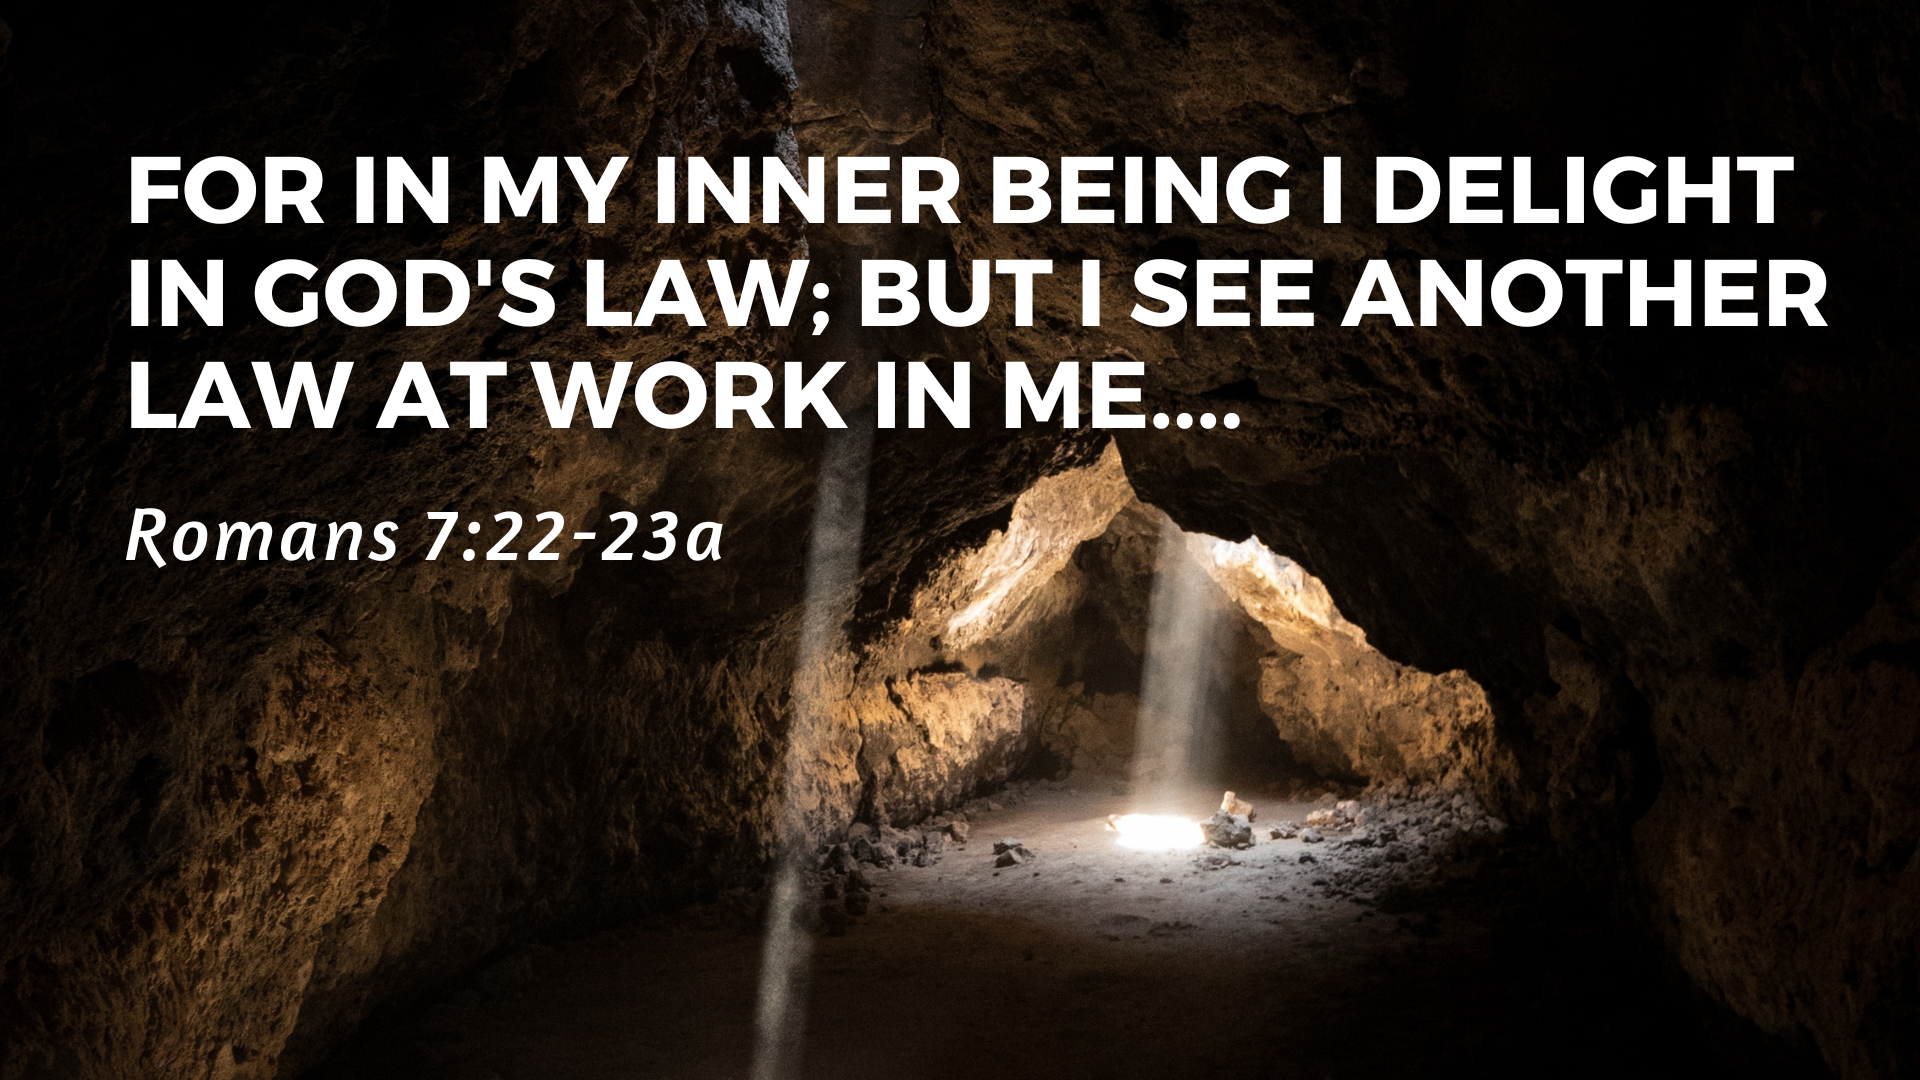 FOR IN MY INNER BEING I DELIGHT
IN GOD'S LAW; BUT I SEE ANOTHER
LAW AT WORK IN ME....
Romans 7:22-23a